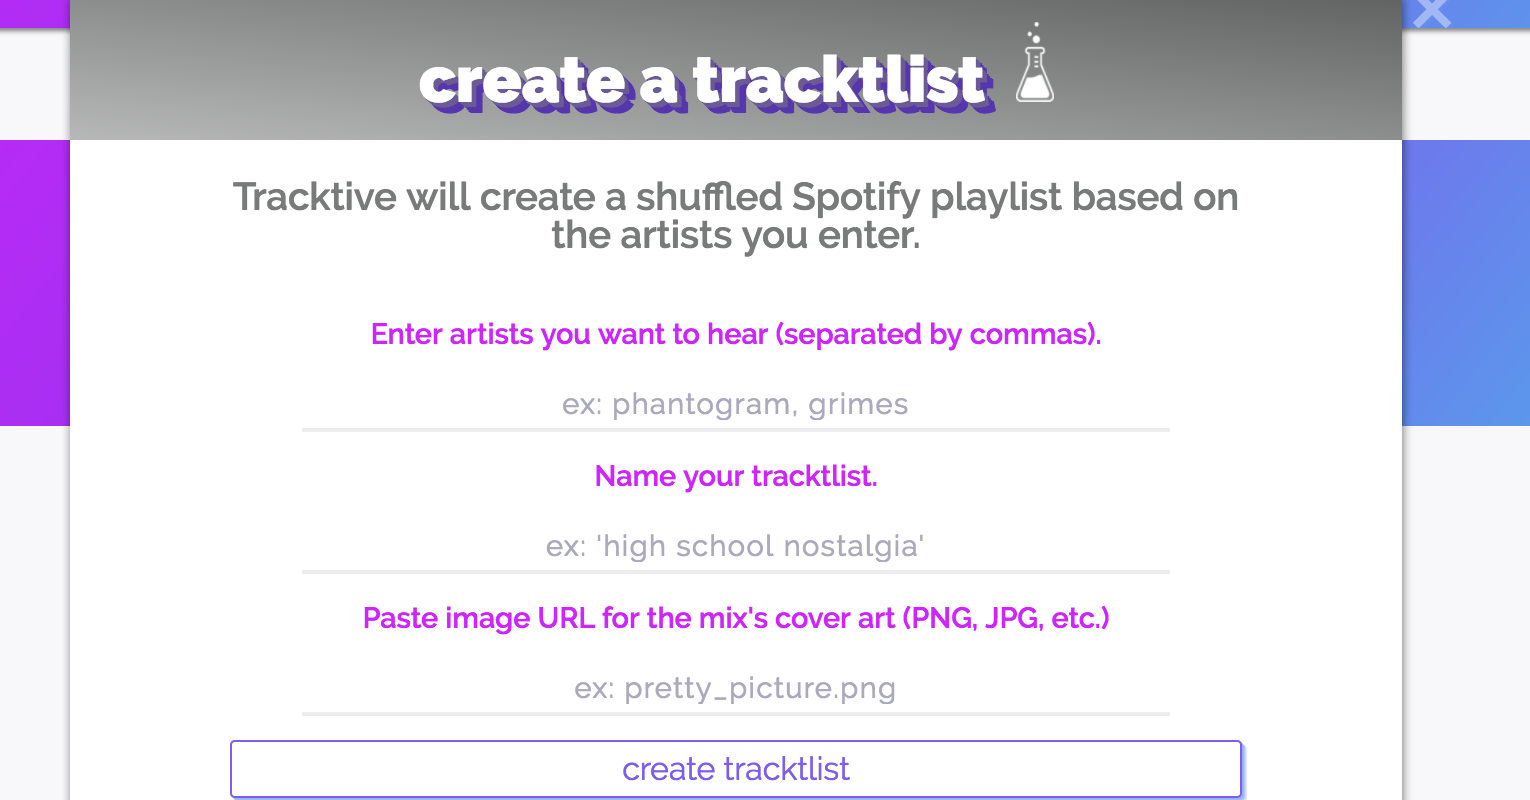 create a tracktlist
Tracktive will create a shuffled Spotify playlist based on
the artists you enter.
Enter artists you want to hear (separated by commas).
ex: phantogram, grimes
Name your tracktlist.
ex: 'high school nostalgia'
Paste image URL for the mix's cover art (PNG, JPG, etc.)
ex: pretty_picture.png
create tracktlist